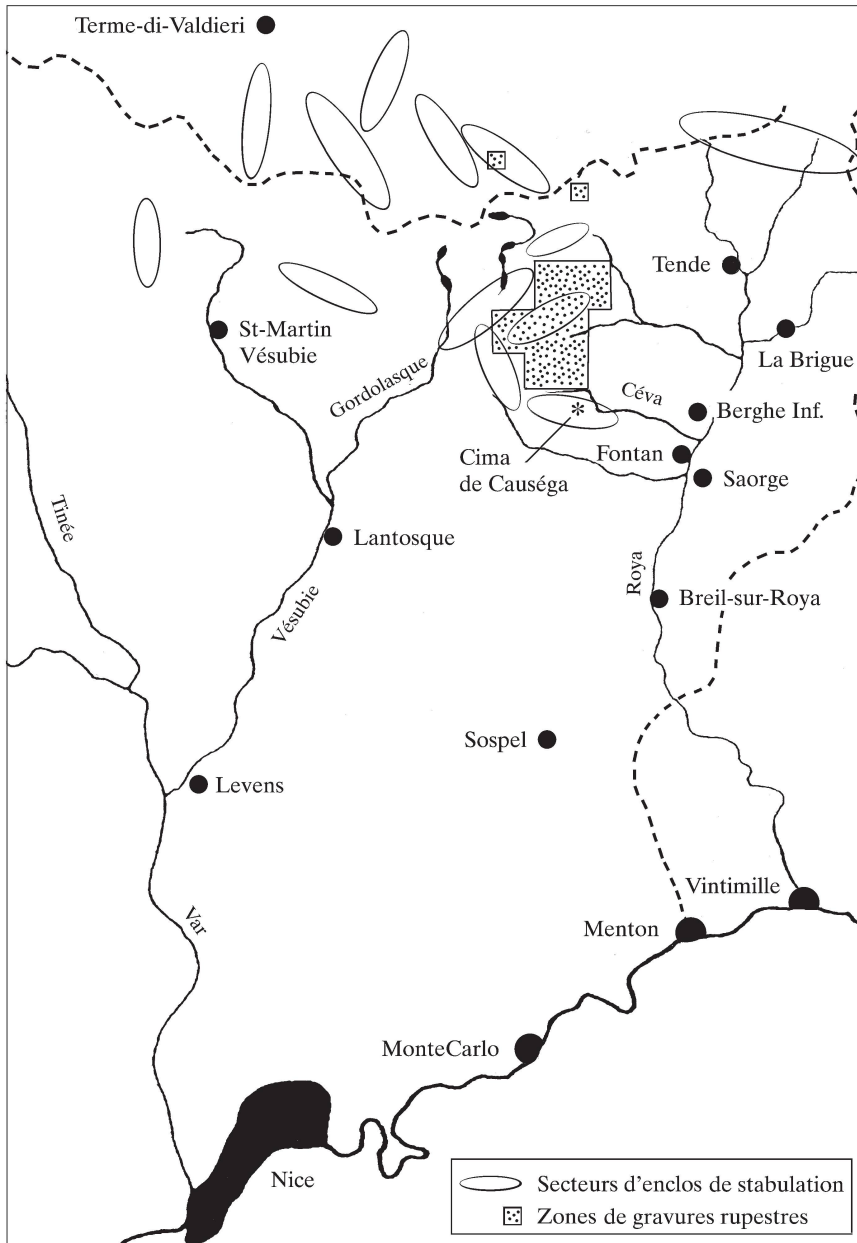 Terme-di-Valdieri
Tende
St-Martin
Vésubie
La Brigue
Gordolasque
Céva
Berghe Inf.
Cima
de Causéga
Fontan
Saorge
Tinée
Lantosque
Roya
Vésubie
Breil-sur-Roya
Sospel
Levens
Vintimille
Var
Menton
MonteCarlo
Nice
Secteurs d'enclos de stabulation
Zones de gravures rupestres